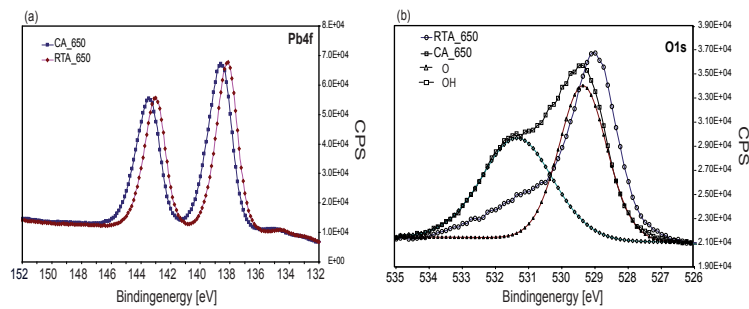 (a)
CA_650
RTA_650
Pb4f
8.E+04
7.0E+04
6.0E+04
5.0E+04
4.0E+04
3.0E+04
2.0E+04
1.0E+04
E+00
CPS
152 150 148 146 144 142 140 138 136 134 132
Bindingenergy [eV]
(b)
RTA_650
CA_650
O
OH
O1s
3.90E+04
3.70E+04
3.50E+04
3.30E+04
3.10E+04
2.90E+04
2.70E+04
2.50E+04
2.30E+04
2.10E+04
1.90E+04
CPS
535 534 533 532 531 530 529 528 527 526
Bindingenergy [eV]